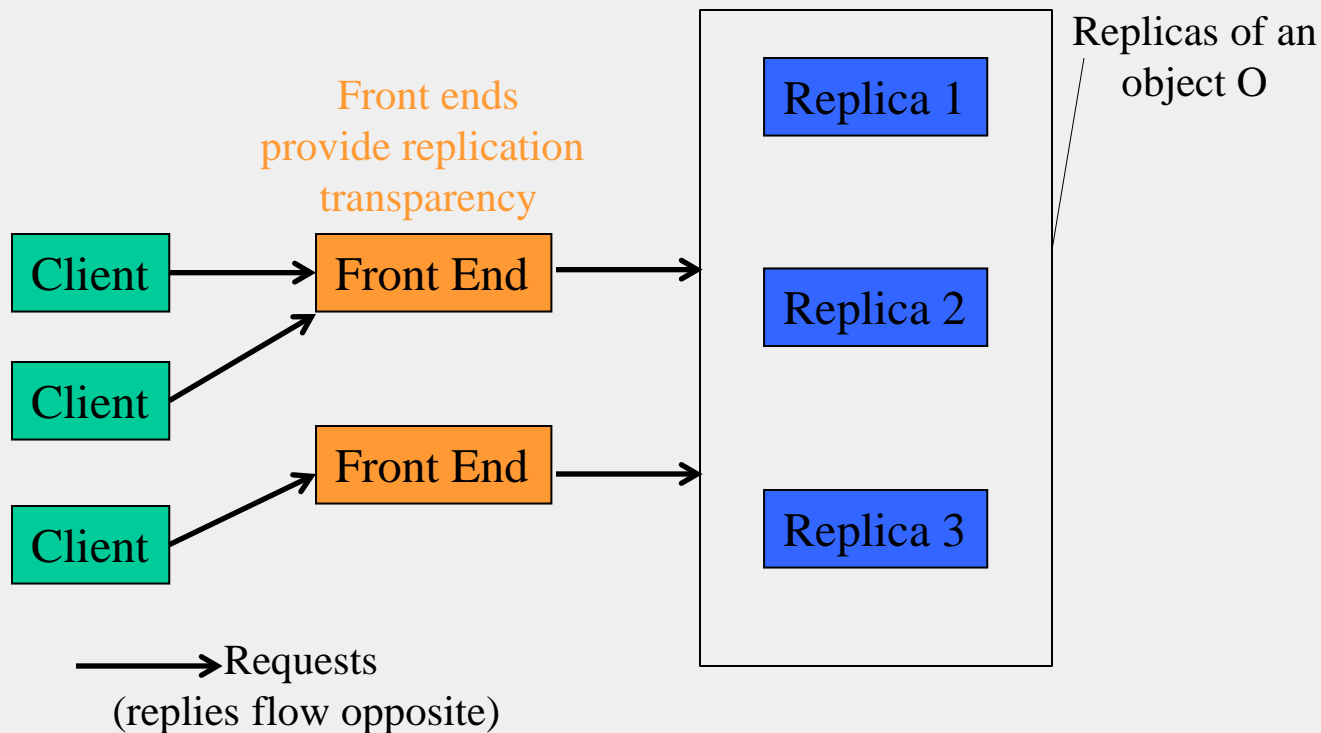 Replicas of an
object O
Replica 1
Front ends
provide replication
transparency
Client
Front End
Replica 2
Client
Front End
Client
Replica 3
Requests
(replies flow opposite)